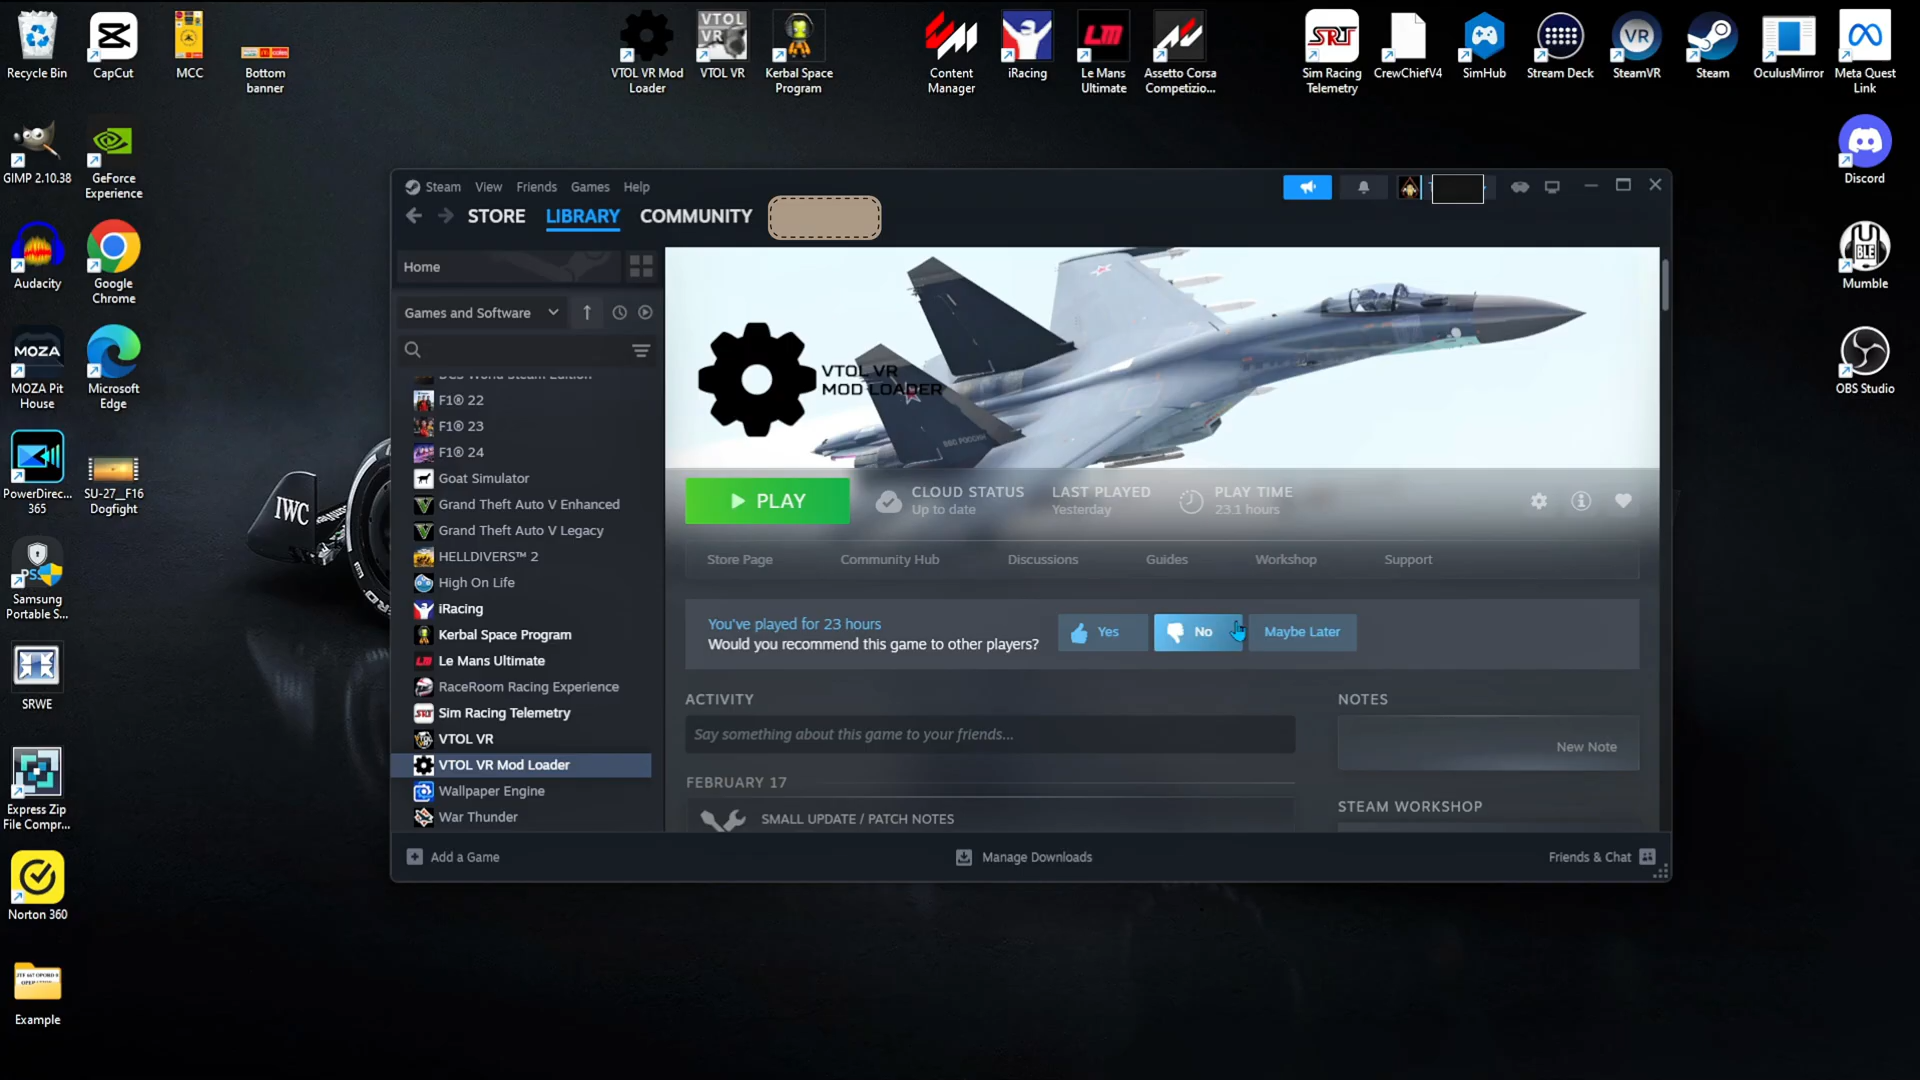 Recycle Bin
CapCut
MCC
Bottom
banner
VTOL VR Mod
Loader
VTOL VR
VTOL
VR
Kerbal Space
Program
Content
Manager
iRacing
LM
Le Mans
Ultimate
Assetto Corsa
Competizio...
SRT
Sim Racing
Telemetry
CrewChiefV4
SimHub
Stream Deck
VR
SteamVR
Steam
OculusMirror
Meta Quest
Link
GIMP 2.10.38
GeForce
Experience
Discord
Audacity
Google
Chrome
Mumble
MOZA
MOZA Pit
House
Microsoft
Edge
OBS Studio
PowerDirec...
365
SU-27__F16
Dogfight
Samsung
Portable S...
SRWE
Express Zip
File Compr...
Norton 360
Example
IWC
Steam View Friends Games Help
STORE LIBRARY COMMUNITY
Home
Games and Software
F1® 22
F1® 23
F1® 24
Goat Simulator
Grand Theft Auto V Enhanced
Grand Theft Auto V Legacy
HELLDIVERS™ 2
High On Life
iRacing
Kerbal Space Program
Le Mans Ultimate
RaceRoom Racing Experience
Sim Racing Telemetry
VTOL VR
VTOL VR Mod Loader
Wallpaper Engine
War Thunder
VTOL VR
MOD LOADER
PLAY
CLOUD STATUS
Up to date
LAST PLAYED
Yesterday
PLAY TIME
23.1 hours
Store Page Community Hub Discussions Guides Workshop Support
You've played for 23 hours
Would you recommend this game to other players?
Yes No Maybe Later
ACTIVITY
Say something about this game to your friends...
FEBRUARY 17
SMALL UPDATE / PATCH NOTES
NOTES
New Note
STEAM WORKSHOP
Add a Game
Manage Downloads
Friends & Chat